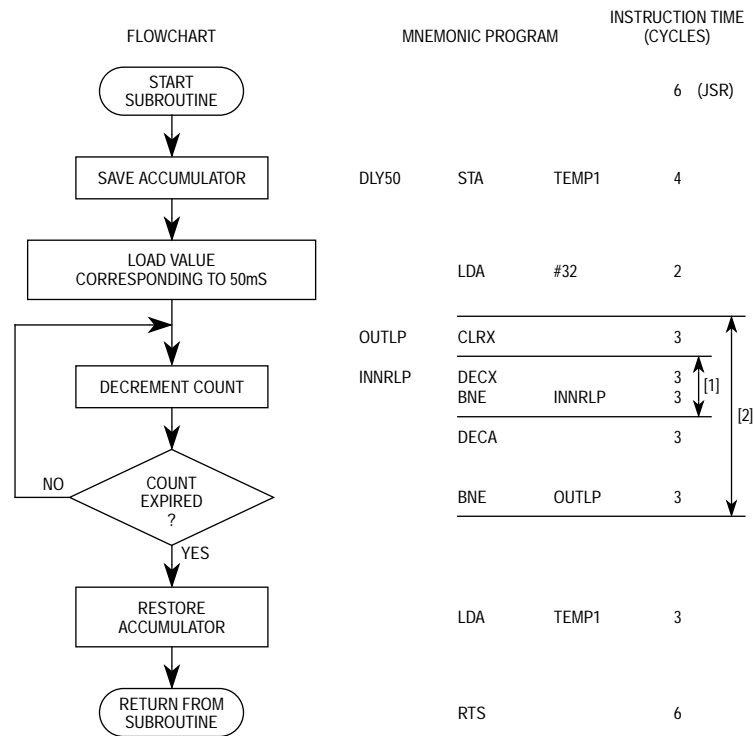 FLOWCHART MNEMONIC PROGRAM INSTRUCTION TIME
(CYCLES)
START
SUBROUTINE
6 (JSR)
SAVE ACCUMULATOR
DLY50 STA TEMP1 4
LOAD VALUE
CORRESPONDING TO 50mS
LDA #32 2
OUTLP CLRX 3
DECREMENT COUNT
INNRLP DECX 3
BNE INNRLP 3
[1]
[2]
DECA 3
NO
COUNT
EXPIRED
?
BNE OUTLP 3
YES
RESTORE
ACCUMULATOR
LDA TEMP1 3
RETURN FROM
SUBROUTINE
RTS 6